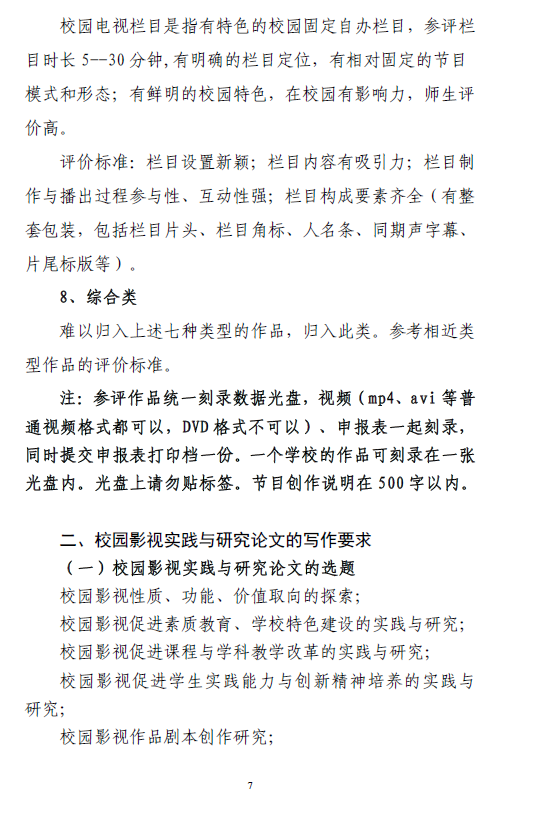 校园电视栏目是指有特色的校园固定自办栏目，参评栏
目时长 5--30 分钟,有明确的栏目定位，有相对固定的节目
模式和形态；有鲜明的校园特色，在校园有影响力，师生评
价高。
评价标准：栏目设置新颖；栏目内容有吸引力；栏目制
作与播出过程参与性、互动性强；栏目构成要素齐全（有整
套包装，包括栏目片头、栏目角标、人名条、同期声字幕、
片尾标版等）。
8、综合类
难以归入上述七种类型的作品，归入此类。参考相近类
型作品的评价标准。
注：参评作品统一刻录数据光盘，视频（mp4、avi 等普
通视频格式都可以，DVD 格式不可以）、申报表一起刻录，
同时提交申报表打印档一份。一个学校的作品可刻录在一张
光盘内。光盘上请勿贴标签。节目创作说明在 500 字以内。
二、校园影视实践与研究论文的写作要求
（一）校园影视实践与研究论文的选题
校园影视性质、功能、价值取向的探索；
校园影视促进素质教育、学校特色建设的实践与研究；
校园影视促进课程与学科教学改革的实践与研究；
校园影视促进学生实践能力与创新精神培养的实践与
研究；
校园影视作品剧本创作研究；
7